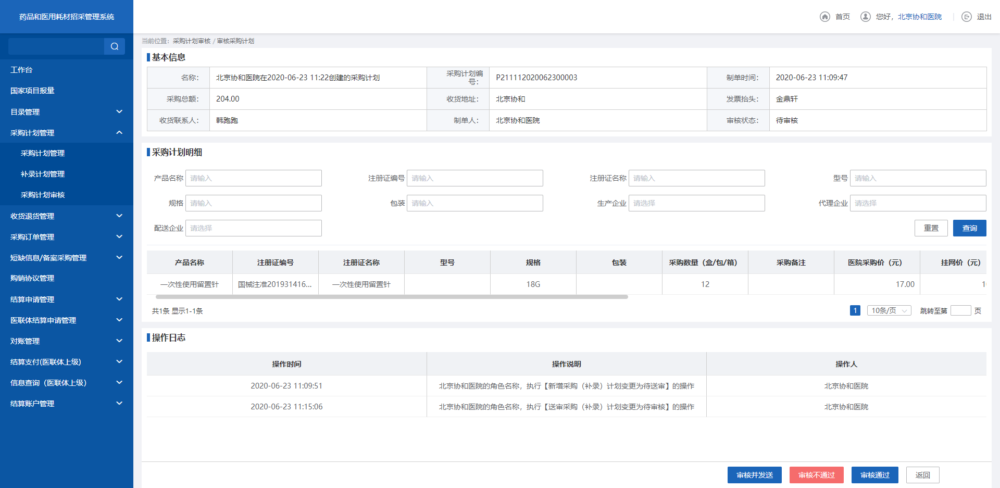 药品和医用耗材招采管理系统
首页 您好，北京协和医院 退出
当前位置：采购计划审核 / 审核采购计划
工作台
国家项目报量
目录管理
采购计划管理
采购计划管理
补录计划管理
采购计划审核
收货退货管理
采购订单管理
短缺信息/备案采购管理
购销协议管理
结算申请管理
医联体结算申请管理
对账管理
结算支付(医联体上级)
信息查询（医联体上级）
结算账户管理
基本信息
名称： 北京协和医院在2020-06-23 11:22创建的采购计划 采购计划编号： P211112020062300003 制单时间： 2020-06-23 11:09:47
采购总额： 204.00 收货地址： 北京协和 发票抬头： 金鼎轩
收货联系人： 韩跑跑 制单人： 北京协和医院 审核状态： 待审核
采购计划明细
产品名称 请输入 注册证编号 请输入 注册证名称 请输入 型号 请输入
规格 请输入 包装 请输入 生产企业 请选择 代理企业 请选择
配送企业 请选择 重置 查询
产品名称 注册证编号 注册证名称 型号 规格 包装 采购数量（盒/包/箱） 采购备注 医院采购价（元） 挂网价（元）
一次性使用留置针 国械注准201931416... 一次性使用留置针 18G 12 17.00
共1条 显示1-1条 1 10条/页 跳转至第 页
操作日志
操作时间 操作说明 操作人
2020-06-23 11:09:51 北京协和医院的角色名称，执行【新增采购（补录）计划变更为待送审】的操作 北京协和医院
2020-06-23 11:15:06 北京协和医院的角色名称，执行【送审采购（补录）计划变更为待审核】的操作 北京协和医院
审核并发送 审核不通过 审核通过 返回